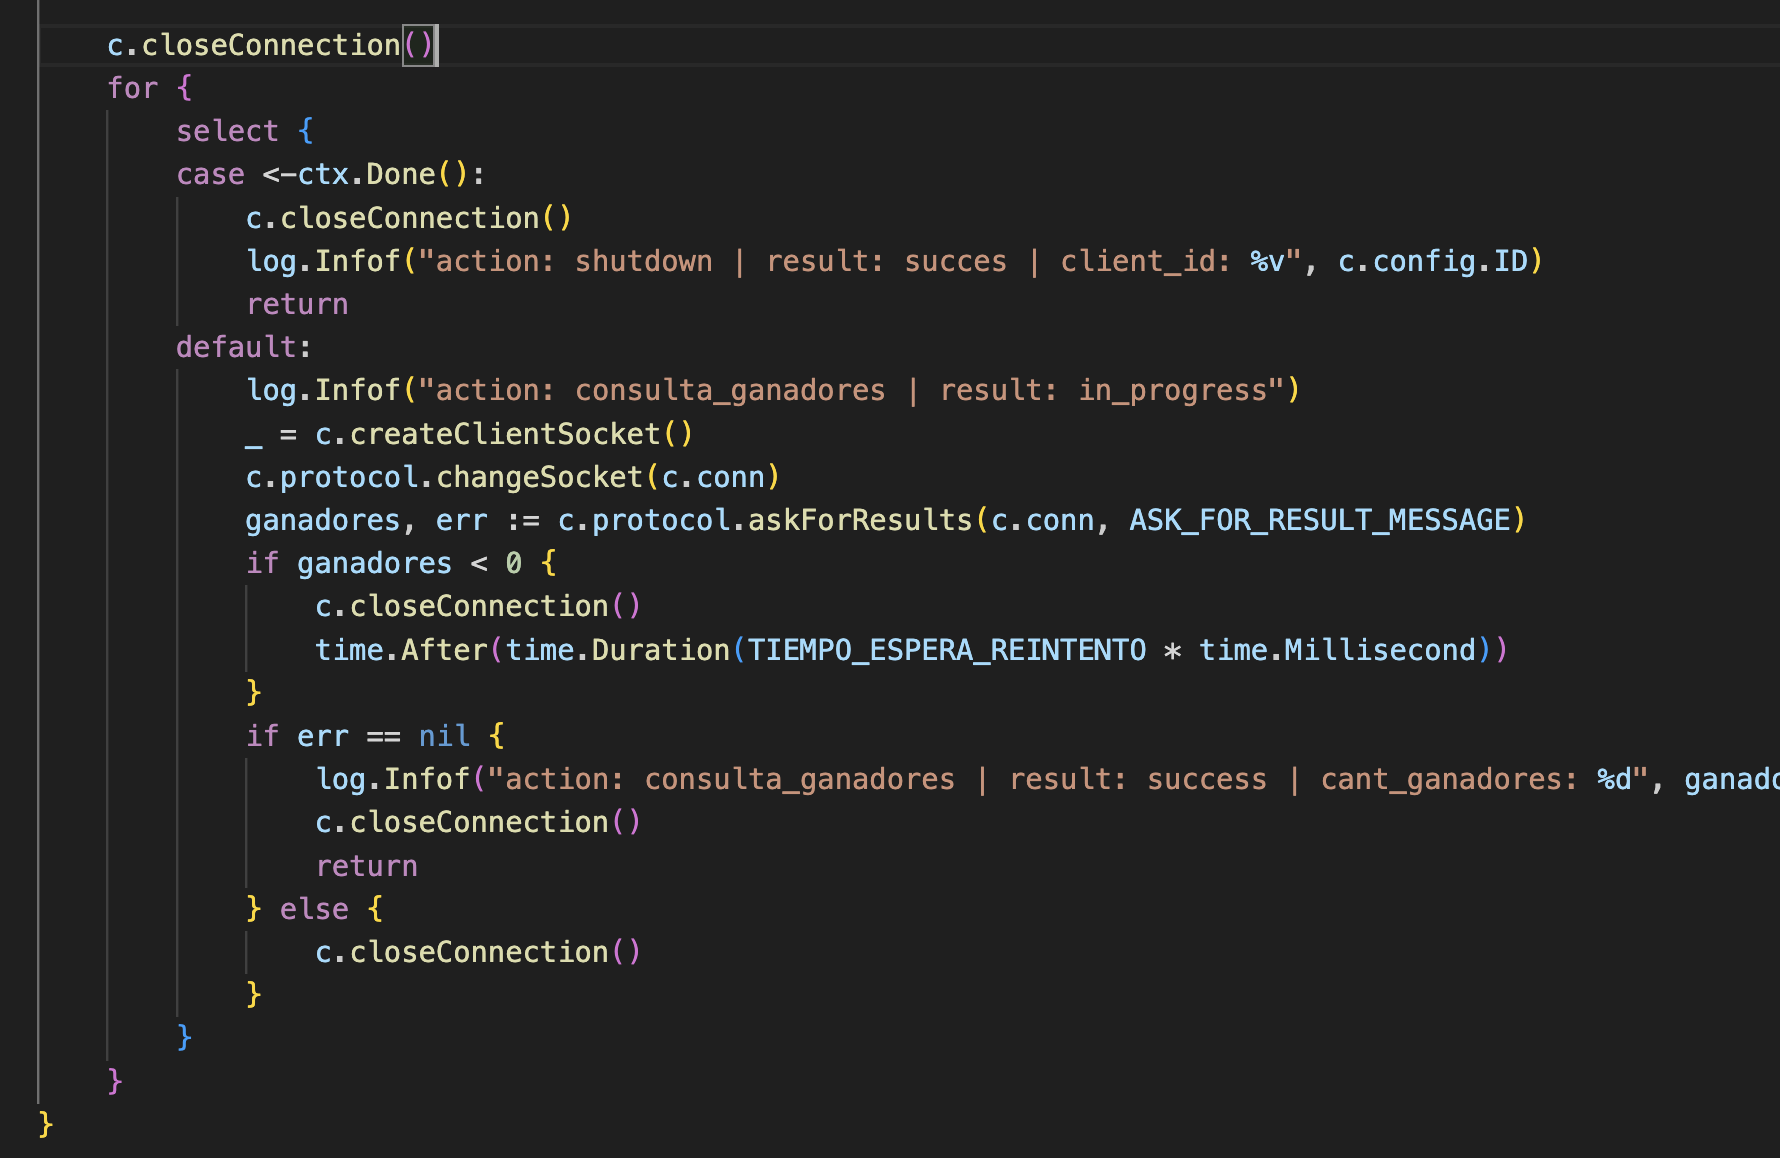 c.closeConnection()
for {
select {
case <-ctx.Done():
c.closeConnection()
log.Infof("action: shutdown | result: succes | client_id: %v", c.config.ID)
return
default:
log.Infof("action: consulta_ganadores | result: in_progress")
_ = c.createClientSocket()
c.protocol.changeSocket(c.conn)
ganadores, err := c.protocol.askForResults(c.conn, ASK_FOR_RESULT_MESSAGE)
if ganadores < 0 {
c.closeConnection()
time.After(time.Duration(TIEMPO_ESPERA_REINTENTO * time.Millisecond))
}
if err == nil {
log.Infof("action: consulta_ganadores | result: success | cant_ganadores: %d",
c.closeConnection()
return
} else {
c.closeConnection()
}
}
}
}